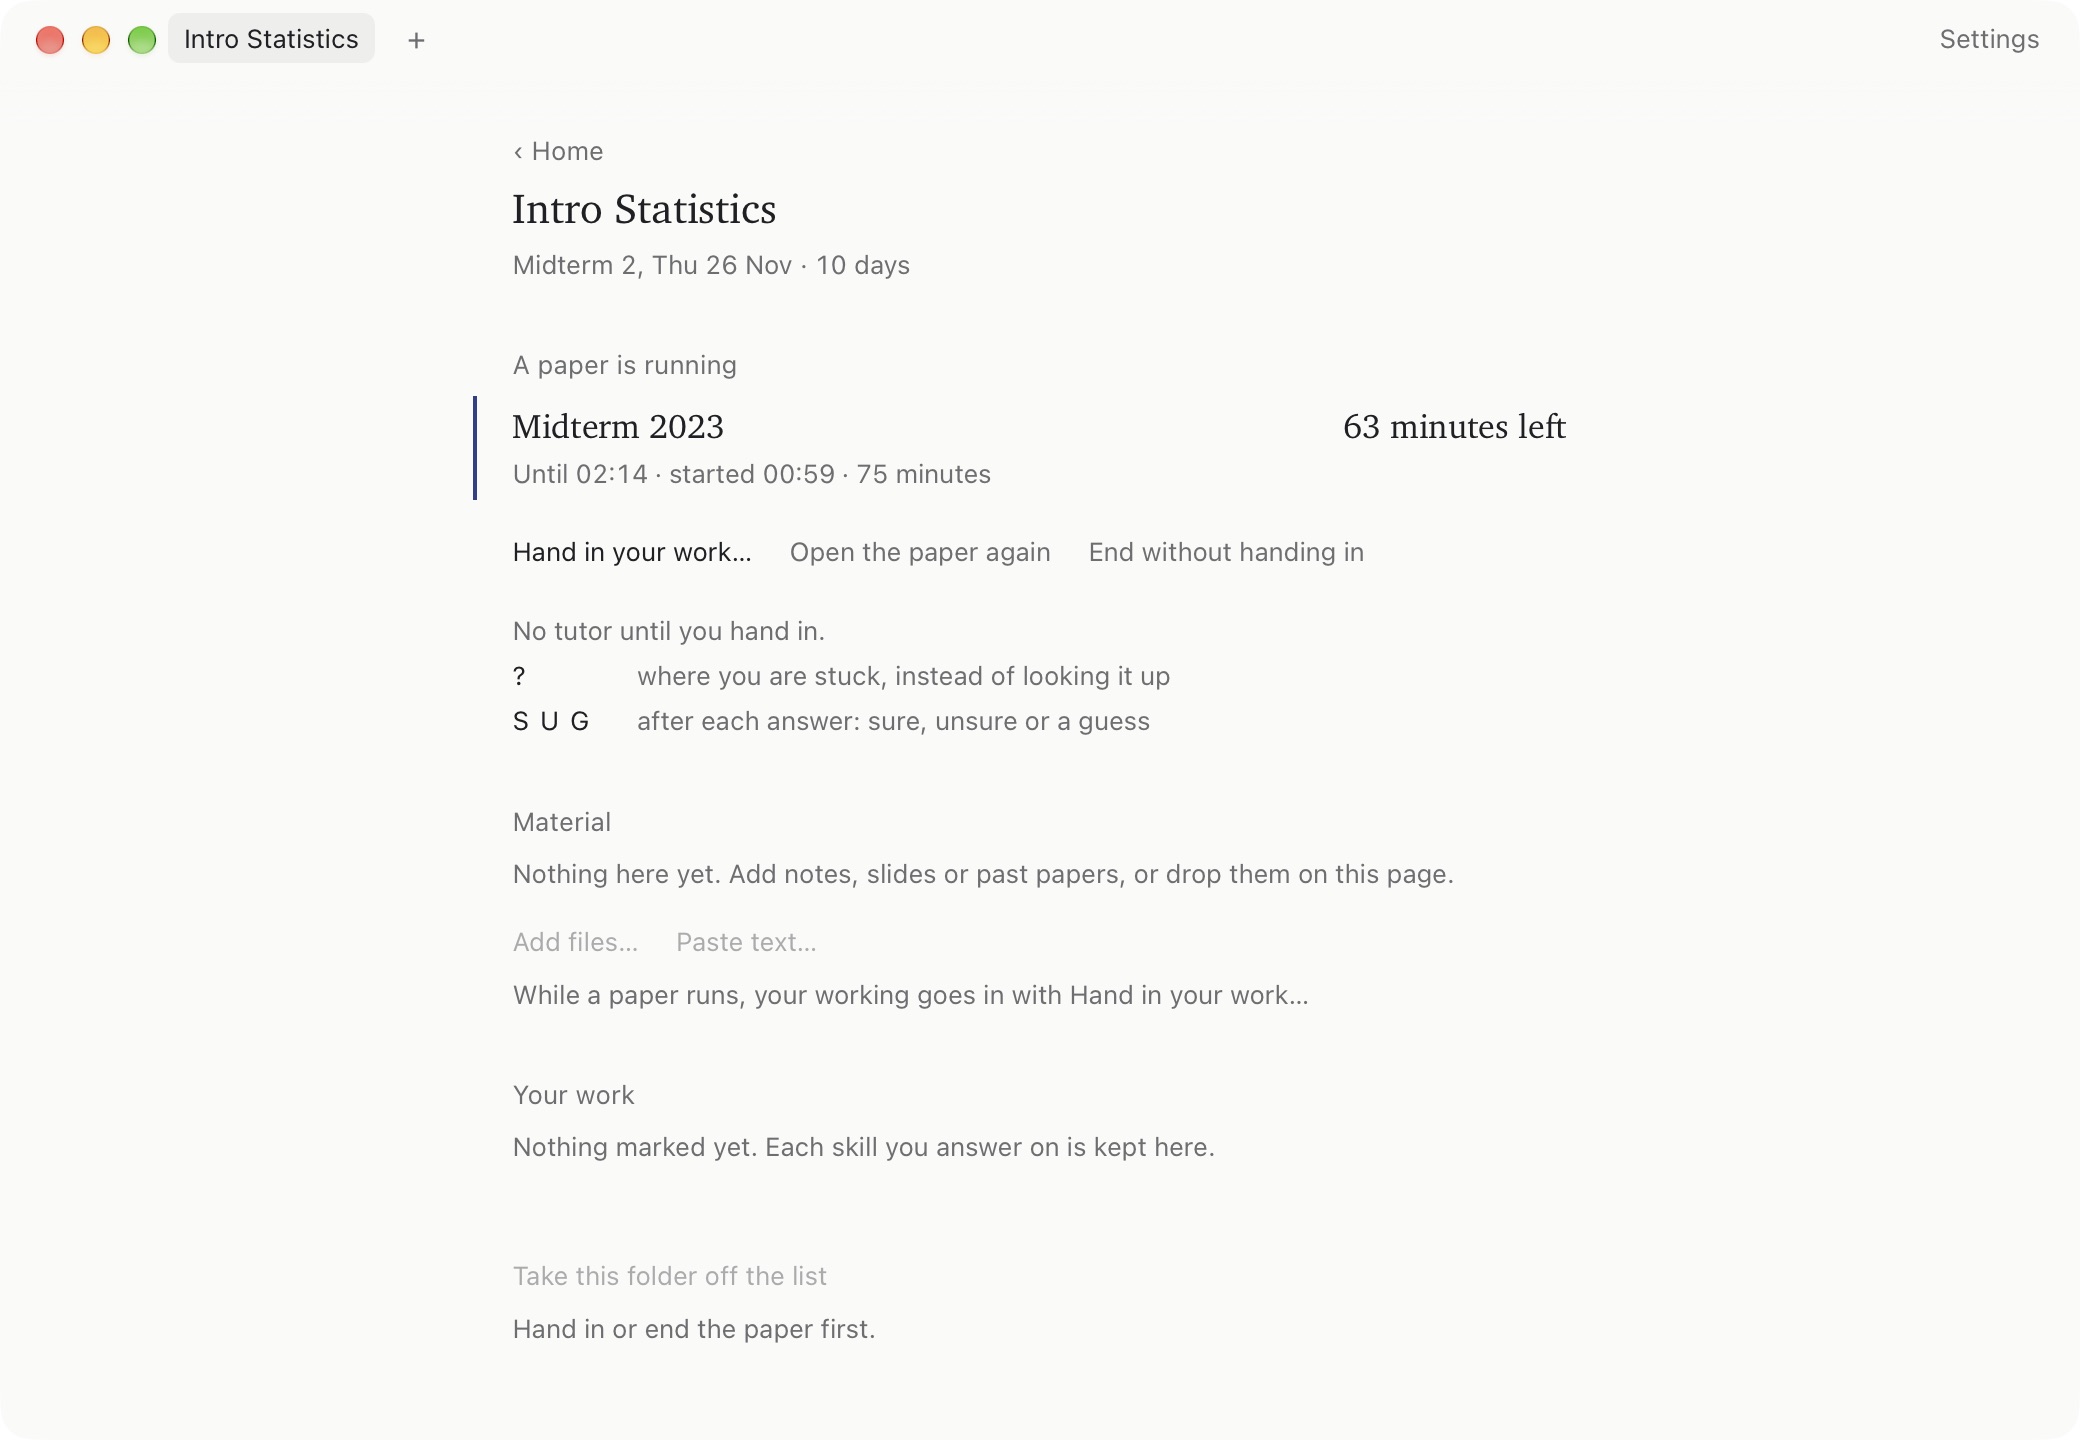 Intro Statistics +
Settings
‹ Home
Intro Statistics
Midterm 2, Thu 26 Nov · 10 days
A paper is running
Midterm 2023
63 minutes left
Until 02:14 · started 00:59 · 75 minutes
Hand in your work... Open the paper again End without handing in
No tutor until you hand in.
? where you are stuck, instead of looking it up
S U G after each answer: sure, unsure or a guess
Material
Nothing here yet. Add notes, slides or past papers, or drop them on this page.
Add files... Paste text...
While a paper runs, your working goes in with Hand in your work...
Your work
Nothing marked yet. Each skill you answer on is kept here.
Take this folder off the list
Hand in or end the paper first.